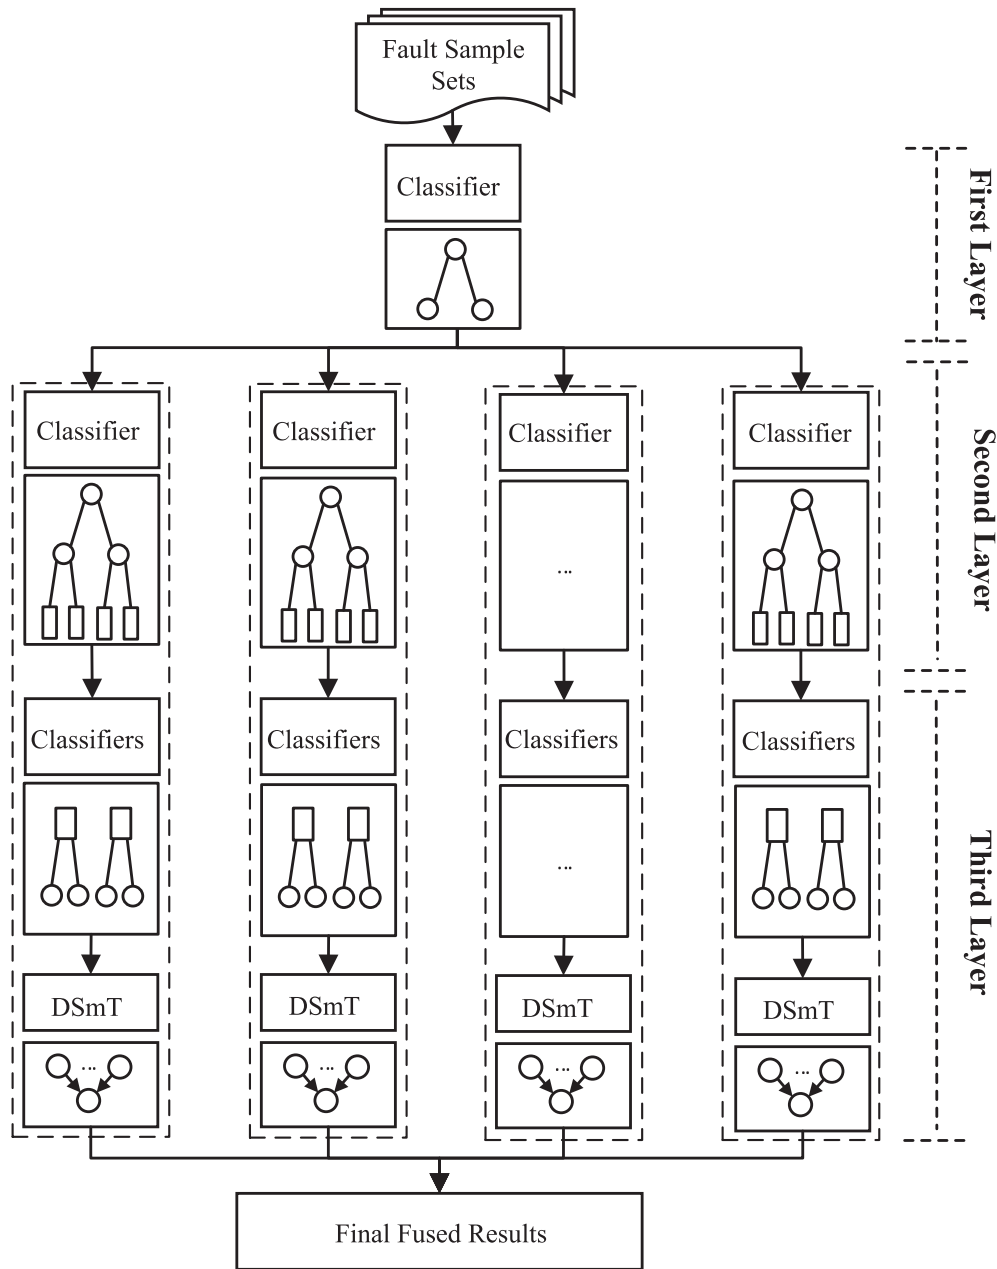 Fault Sample
Sets
Classifier
First Layer
Classifier
Classifier
Classifier
Classifier
...
Second Layer
Classifiers
Classifiers
Classifiers
Classifiers
...
Third Layer
DSmT
DSmT
DSmT
DSmT
...
...
...
...
Final Fused Results